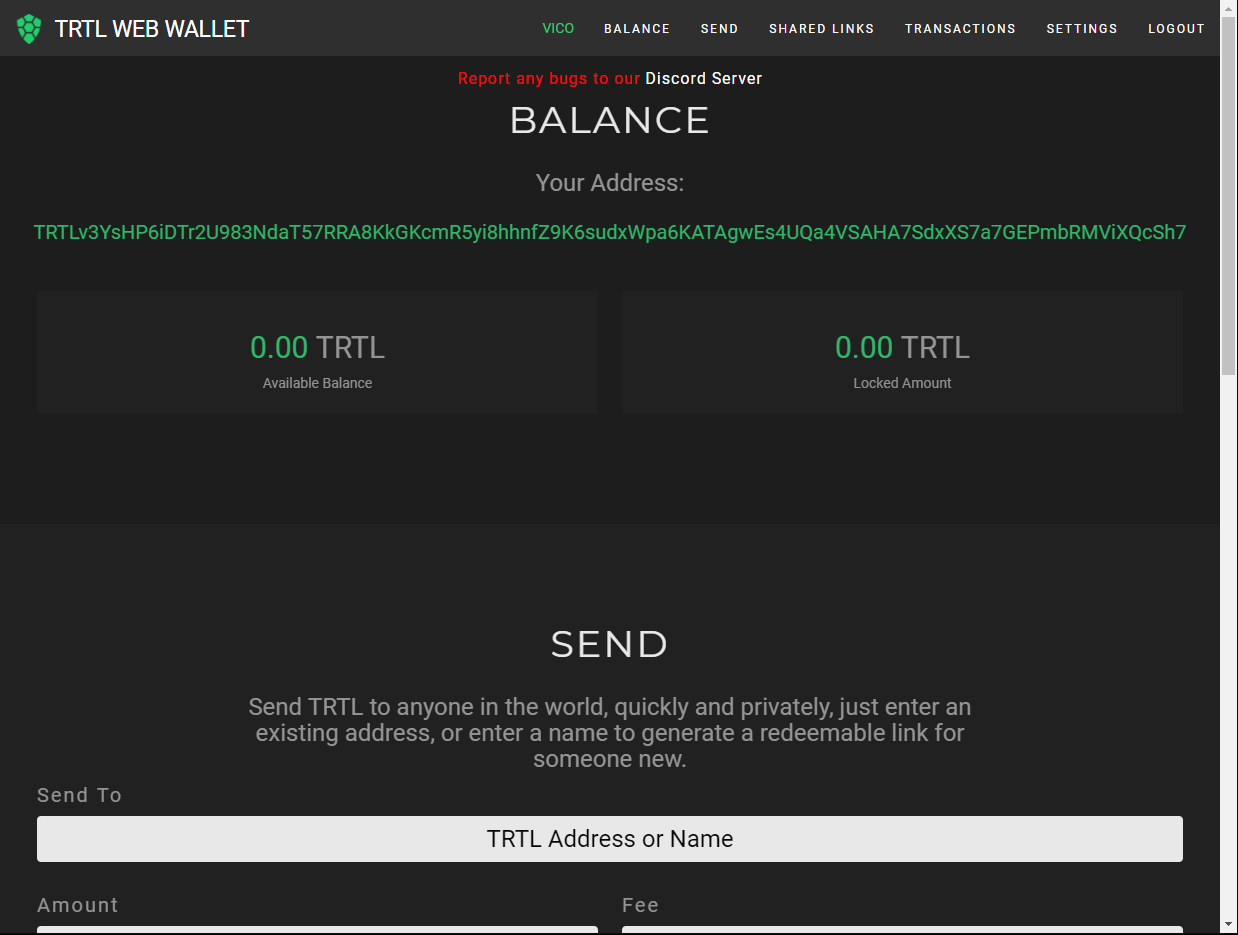 TRTL WEB WALLET
VICO BALANCE SEND SHARED LINKS TRANSACTIONS SETTINGS LOGOUT
Report any bugs to our Discord Server
BALANCE
Your Address:
TRTLv3YsHP6iDTr2U983NdaT57RRA8KkGKcmR5yi8hhnfZ9K6sudxWpa6KATAgwEs4UQa4VSAHA7SdxXS7a7GEPmbRMViXQcSh7
0.00 TRTL
Available Balance
0.00 TRTL
Locked Amount
SEND
Send TRTL to anyone in the world, quickly and privately, just enter an
existing address, or enter a name to generate a redeemable link for
someone new.
Send To
TRTL Address or Name
Amount
Fee